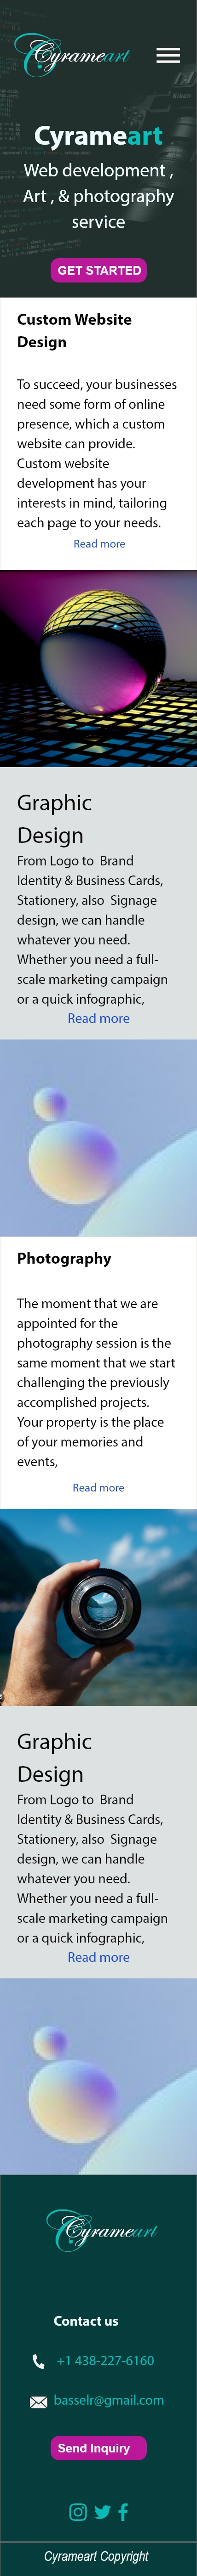 Cyrameart
Cyrameart
Web development ,
Art , & photography
service
GET STARTED
Custom Website
Design
To succeed, your businesses
need some form of online
presence, which a custom
website can provide.
Custom website
development has your
interests in mind, tailoring
each page to your needs.
Read more
Graphic
Design
From Logo to Brand
Identity & Business Cards,
Stationery, also Signage
design, we can handle
whatever you need.
Whether you need a full-
scale marketing campaign
or a quick infographic,
Read more
Photography
The moment that we are
appointed for the
photography session is the
same moment that we start
challenging the previously
accomplished projects.
Your property is the place
of your memories and
events,
Read more
Graphic
Design
From Logo to Brand
Identity & Business Cards,
Stationery, also Signage
design, we can handle
whatever you need.
Whether you need a full-
scale marketing campaign
or a quick infographic,
Read more
Cyrameart
Contact us
+1 438-227-6160
basselr@gmail.com
Send Inquiry
Cyrameart Copyright